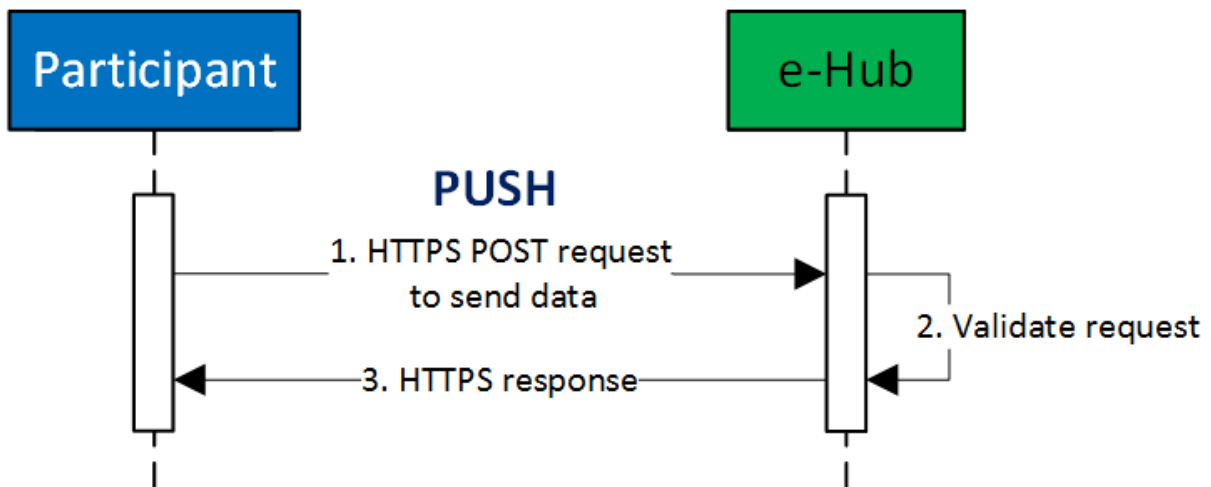 Participant
e-Hub
PUSH
1. HTTPS POST request
to send data
2. Validate request
3. HTTPS response